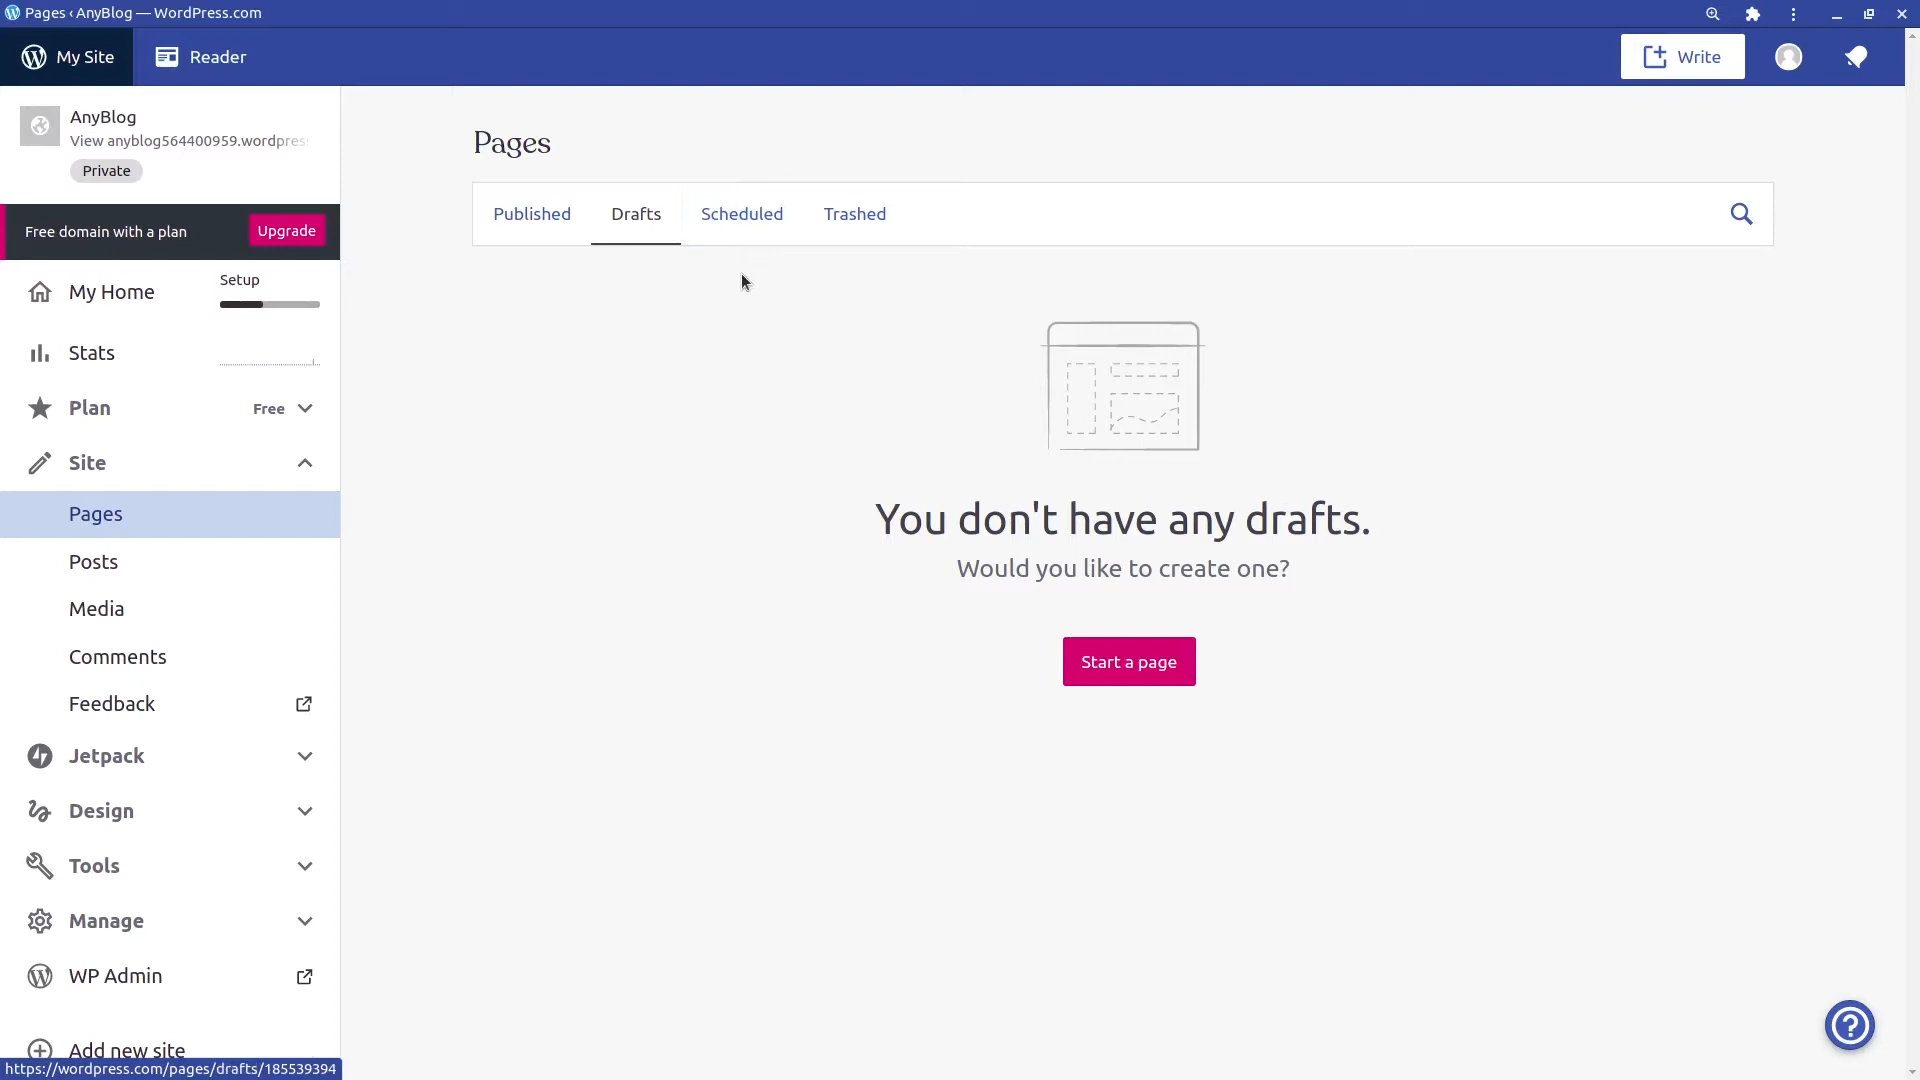 Pages ‹ AnyBlog — WordPress.com
My Site
Reader
Write
AnyBlog
View anyblog564400959.wordpres
Private
Free domain with a plan
Upgrade
My Home
Setup
Stats
Plan
Free
Site
Pages
Posts
Media
Comments
Feedback
Jetpack
Design
Tools
Manage
WP Admin
Add new site
https://wordpress.com/pages/drafts/185539394
Pages
Published
Drafts
Scheduled
Trashed
You don't have any drafts.
Would you like to create one?
Start a page